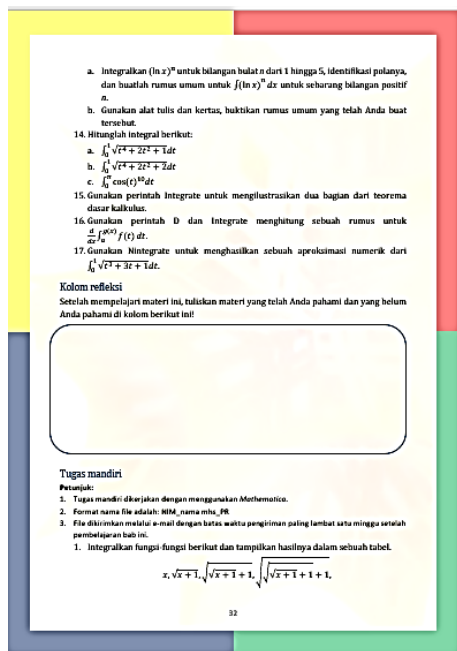 a. Integralkan (ln x)ⁿ untuk bilangan bulat n dari 1 hingga 5, identifikasi polanya,
dan buatlah rumus umum untuk ∫(ln x)ⁿ dx untuk sebarang bilangan positif
n.
b. Gunakan alat tulis dan kertas, buktikan rumus umum yang telah Anda buat
tersebut.
14. Hitunglah integral berikut:
a. ∫₀¹ √(t⁴ + 2t² + 1)dt
b. ∫₀¹ √(t⁴ + 2t² + 2)dt
c. ∫₀^π cos(t)¹⁰dt
15. Gunakan perintah Integrate untuk mengilustrasikan dua bagian dari teorema
dasar kalkulus.
16. Gunakan perintah D dan Integrate menghitung sebuah rumus untuk
d/dx ∫ₐ^g(x) f(t) dt.
17. Gunakan Nintegrate untuk menghasilkan sebuah aproksimasi numerik dari
∫₀¹ √(t³ + 3t + 1)dt.
Kolom refleksi
Setelah mempelajari materi ini, tuliskan materi yang telah Anda pahami dan yang belum
Anda pahami di kolom berikut ini!
Tugas mandiri
Petunjuk:
1. Tugas mandiri dikerjakan dengan menggunakan Mathematica.
2. Format nama file adalah: NIM_nama mhs_PR
3. File dikirimkan melalui e-mail dengan batas waktu pengiriman paling lambat satu minggu setelah
pembelajaran bab ini.
1. Integralkan fungsi-fungsi berikut dan tampilkan hasilnya dalam sebuah tabel.
x, √(x + 1), √(√(x + 1) + 1), √(√(√(x + 1) + 1) + 1),
32